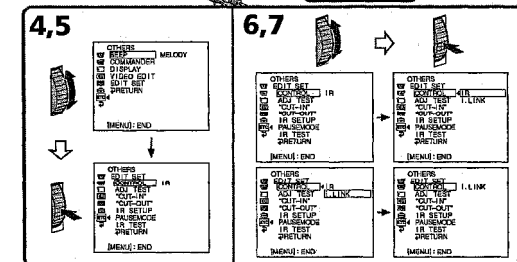 4,5
OTHERS
BEEP MELODY
COMMANDER
DISPLAY
VIDEO EDIT
EDIT SET
RETURN
[MENU] : END
OTHERS
EDIT SET
CONTROL IR
ADJ TEST
"CUT-IN"
"CUT-OUT"
IR SETUP
PAUSEMODE
IR TEST
RETURN
[MENU] : END
6,7
OTHERS
EDIT SET
CONTROL IR
ADJ TEST
"CUT-IN"
"CUT-OUT"
IR SETUP
PAUSEMODE
IR TEST
RETURN
[MENU] : END
OTHERS
EDIT SET
CONTROL IR
ADJ TEST I.LINK
"CUT-IN"
"CUT-OUT"
IR SETUP
PAUSEMODE
IR TEST
RETURN
[MENU] : END
OTHERS
EDIT SET
CONTROL IR
ADJ TEST I.LINK
"CUT-IN"
"CUT-OUT"
IR SETUP
PAUSEMODE
IR TEST
RETURN
[MENU] : END
OTHERS
EDIT SET
CONTROL I.LINK
ADJ TEST
"CUT-IN"
"CUT-OUT"
IR SETUP
PAUSEMODE
IR TEST
RETURN
[MENU] : END